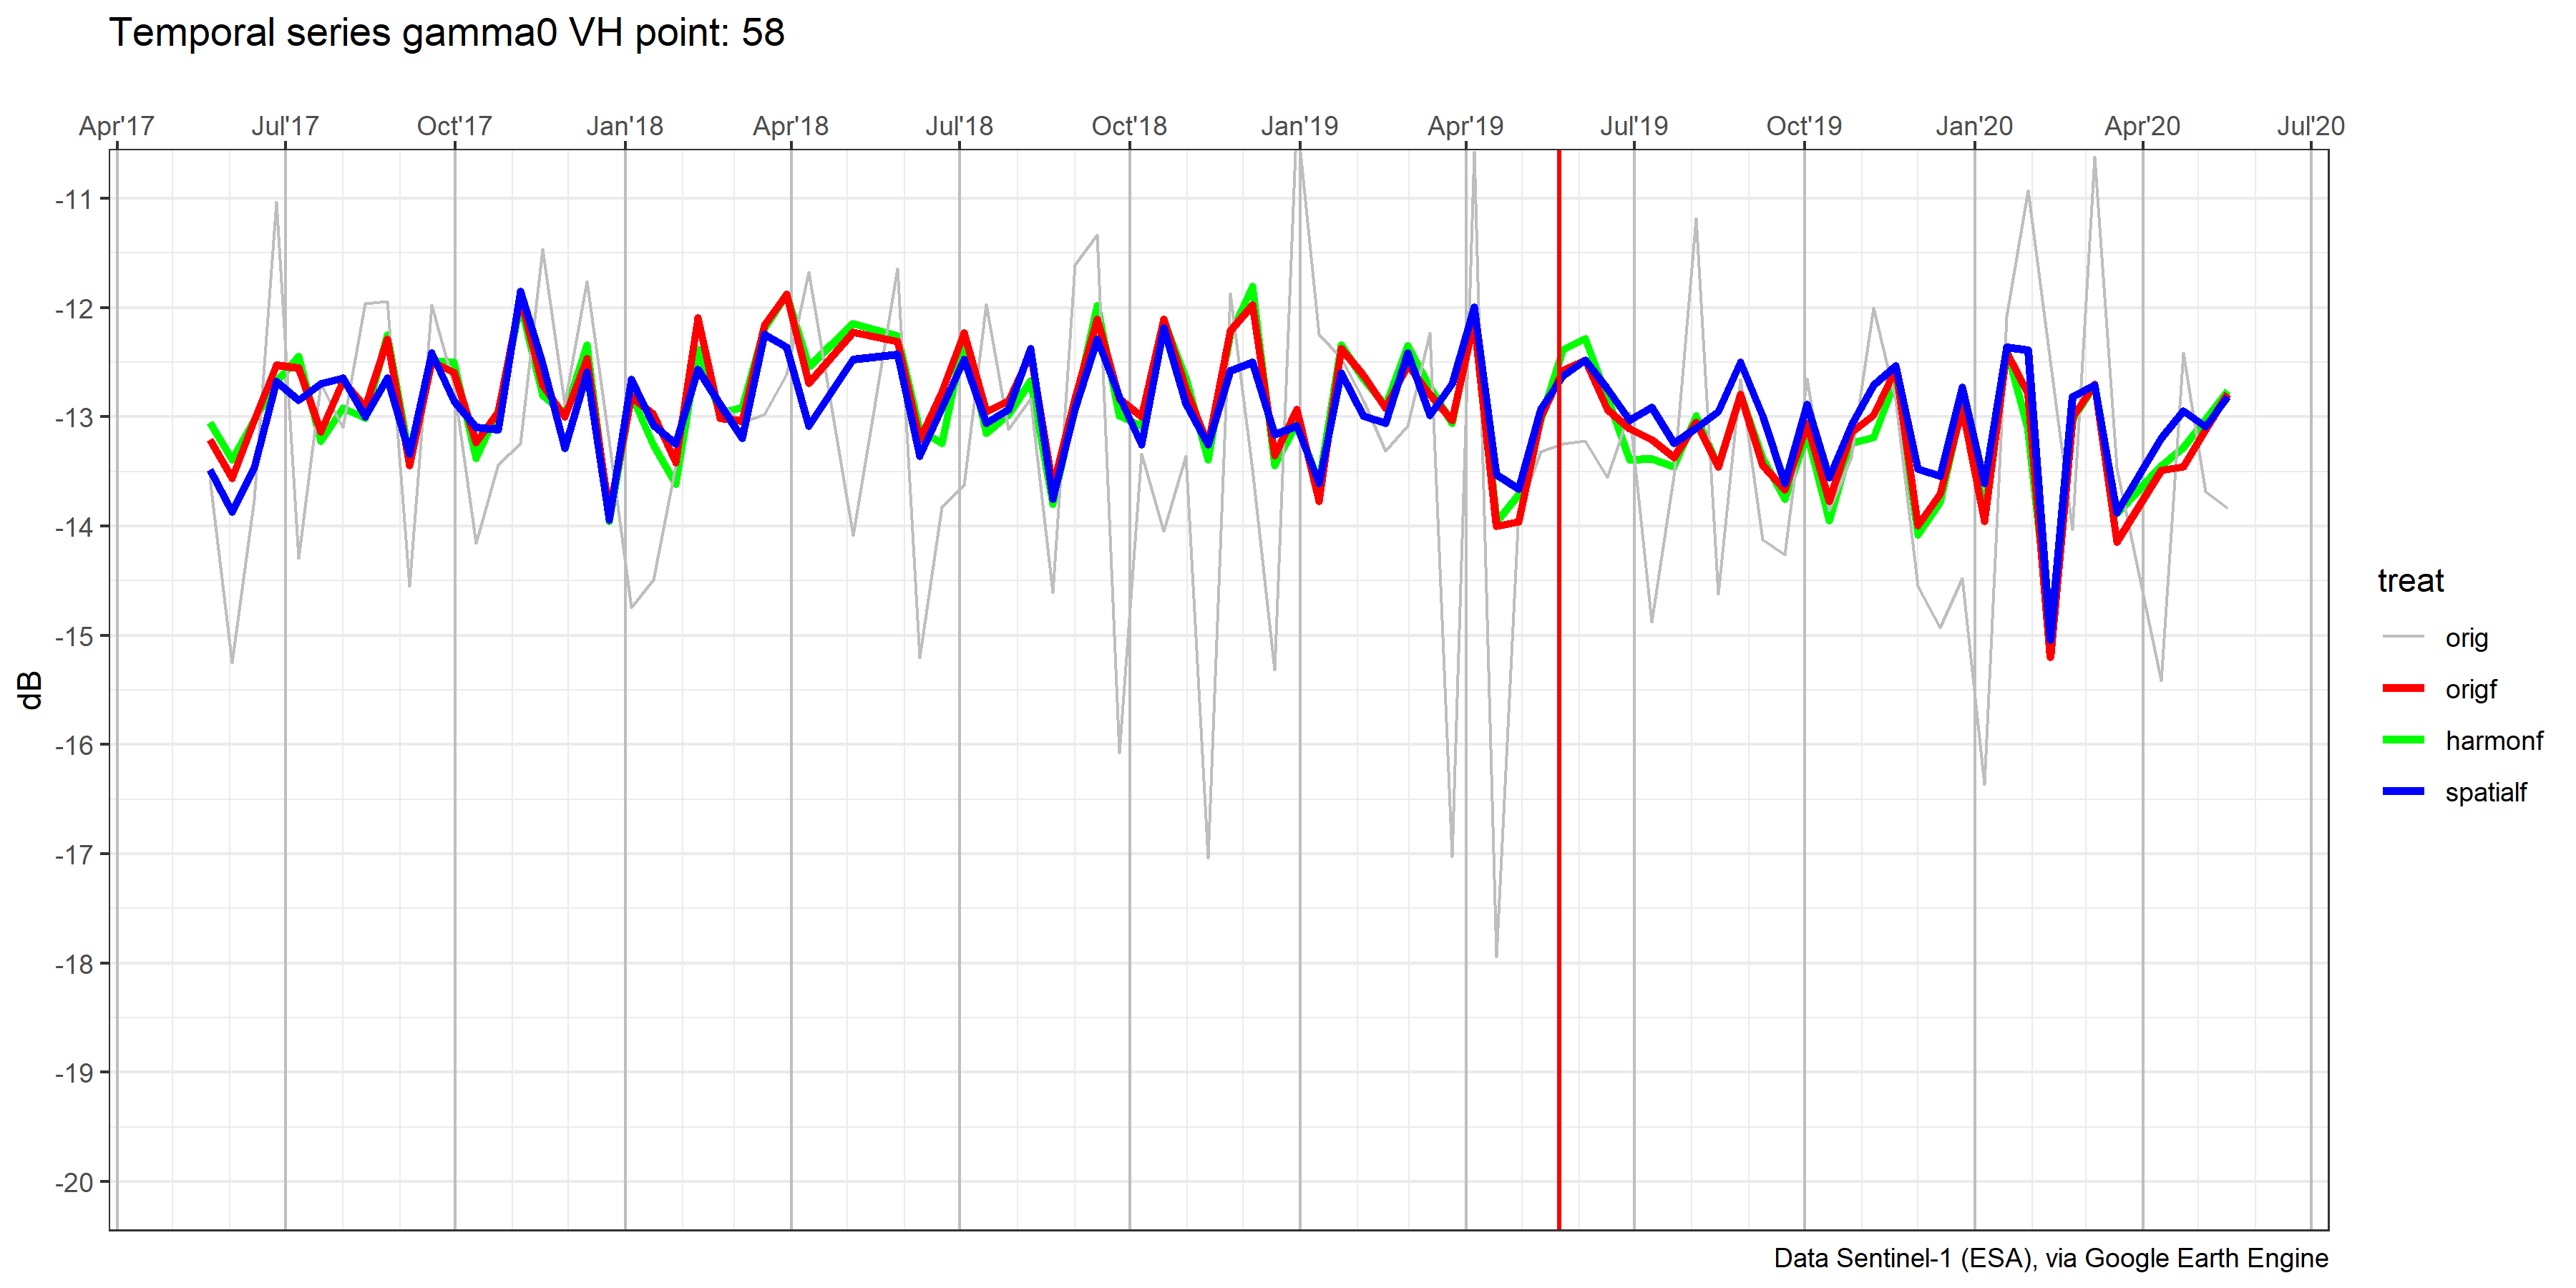 Temporal series gamma0 VH point: 58
Apr'17 Jul'17 Oct'17 Jan'18 Apr'18 Jul'18 Oct'18 Jan'19 Apr'19 Jul'19 Oct'19 Jan'20 Apr'20 Jul'20
-11
-12
-13
-14
-15
-16
-17
-18
-19
-20
dB
treat
orig
origf
harmonf
spatialf
Data Sentinel-1 (ESA), via Google Earth Engine